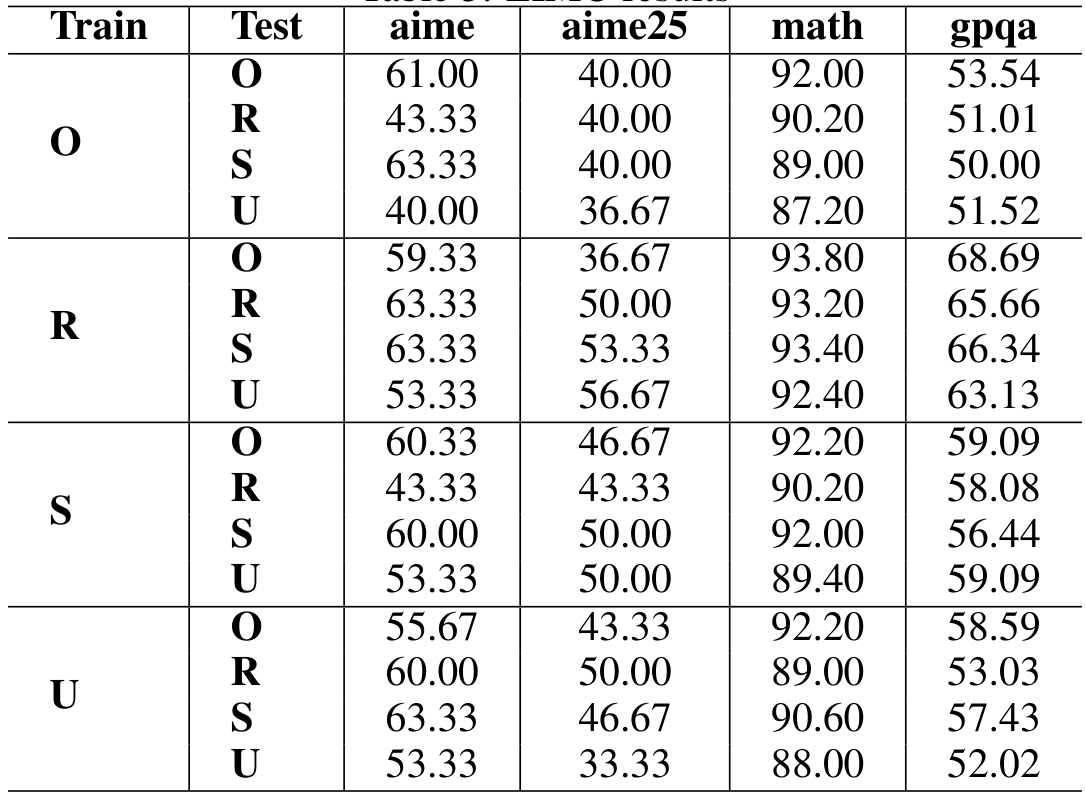 Train Test aime aime25 math gpqa
O
O 61.00 40.00 92.00 53.54
R 43.33 40.00 90.20 51.01
S 63.33 40.00 89.00 50.00
U 40.00 36.67 87.20 51.52
R
O 59.33 36.67 93.80 68.69
R 63.33 50.00 93.20 65.66
S 63.33 53.33 93.40 66.34
U 53.33 56.67 92.40 63.13
S
O 60.33 46.67 92.20 59.09
R 43.33 43.33 90.20 58.08
S 60.00 50.00 92.00 56.44
U 53.33 50.00 89.40 59.09
U
O 55.67 43.33 92.20 58.59
R 60.00 50.00 89.00 53.03
S 63.33 46.67 90.60 57.43
U 53.33 33.33 88.00 52.02